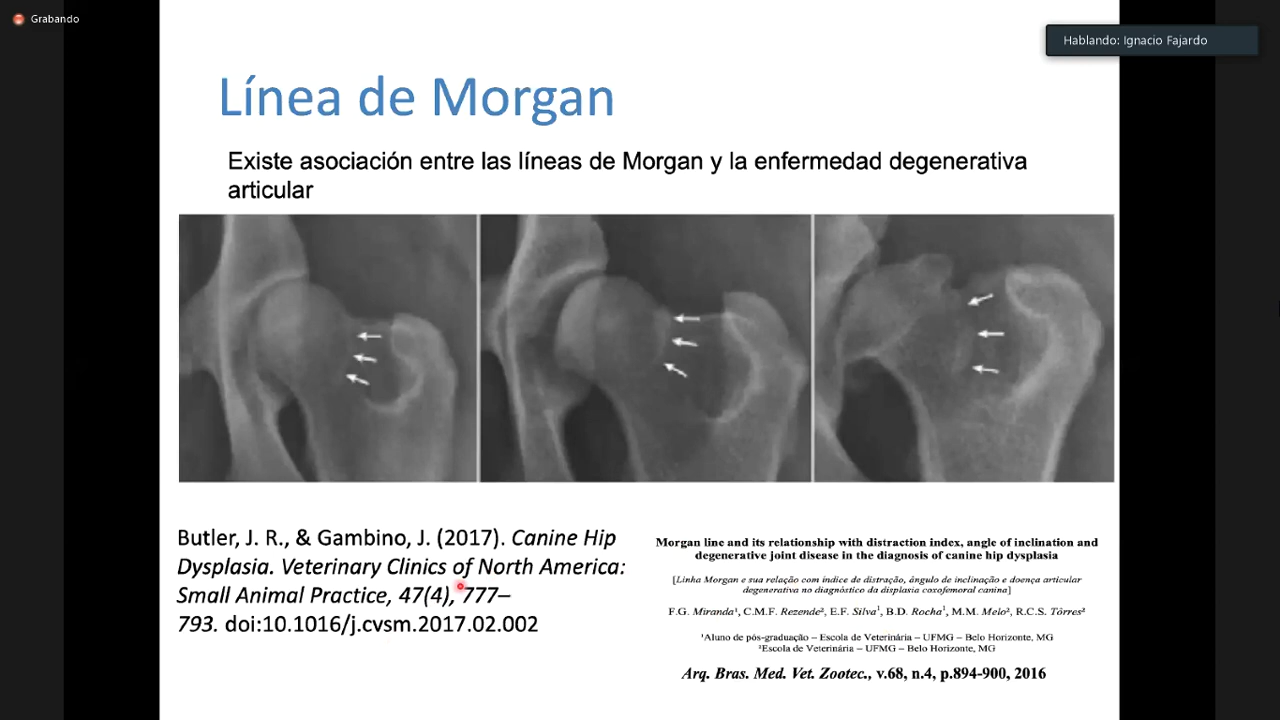 Grabando
Hablando: Ignacio Fajardo
Línea de Morgan
Existe asociación entre las líneas de Morgan y la enfermedad degenerativa
articular
Butler, J. R., & Gambino, J. (2017). Canine Hip
Dysplasia. Veterinary Clinics of North America:
Small Animal Practice, 47(4), 777–
793. doi:10.1016/j.cvsm.2017.02.002
Morgan line and its relationship with distraction index, angle of inclination and
degenerative joint disease in the diagnosis of canine hip dysplasia
[Linha Morgan e sua relação com índice de distração, ângulo de inclinação e doença articular
degenerativa no diagnóstico da displasia coxofemoral canina]
F.G. Miranda¹, C.M.F. Rezende², E.F. Silva¹, B.D. Rocha¹, M.M. Melo², R.C.S. Tôrres²
¹Aluno de pós-graduação – Escola de Veterinária – UFMG – Belo Horizonte, MG
²Escola de Veterinária – UFMG – Belo Horizonte, MG
Arq. Bras. Med. Vet. Zootec., v.68, n.4, p.894-900, 2016